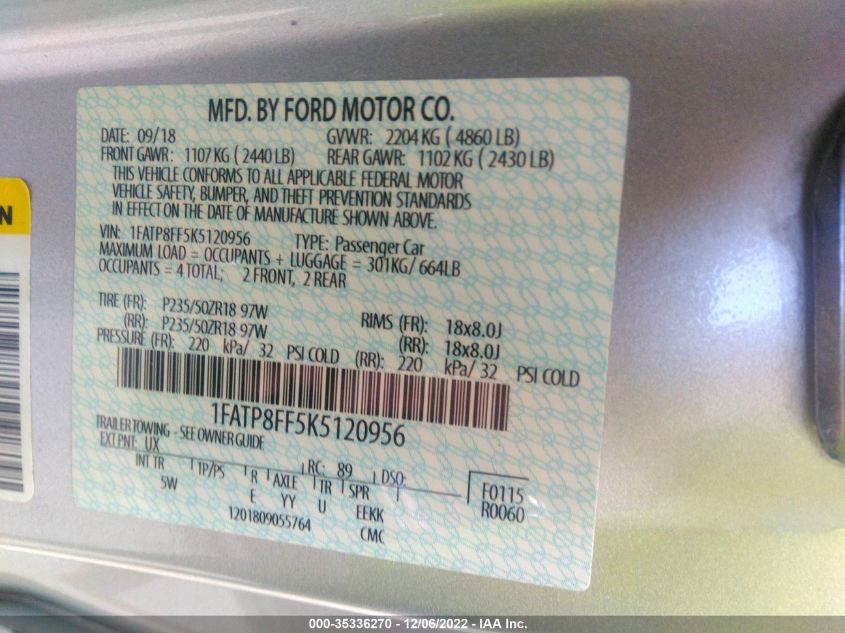 MFD. BY FORD MOTOR CO.
DATE: 09/18 GVWR: 2204 KG ( 4860 LB)
FRONT GAWR: 1107 KG ( 2440 LB) REAR GAWR: 1102 KG ( 2430 LB)
THIS VEHICLE CONFORMS TO ALL APPLICABLE FEDERAL MOTOR
VEHICLE SAFETY, BUMPER, AND THEFT PREVENTION STANDARDS
IN EFFECT ON THE DATE OF MANUFACTURE SHOWN ABOVE.
VIN: 1FATP8FF5K5120956 TYPE: Passenger Car
MAXIMUM LOAD = OCCUPANTS + LUGGAGE = 301KG/ 664LB
OCCUPANTS = 4 TOTAL; 2 FRONT, 2 REAR
TIRE (FR): P235/50ZR18 97W RIMS (FR): 18x8.0J
(RR): P235/50ZR18 97W (RR): 18x8.0J
PRESSURE (FR): 220 kPa/ 32 PSI COLD (RR): 220 kPa/ 32 PSI COLD
1FATP8FF5K5120956
TRAILER TOWING - SEE OWNER GUIDE
EXT PNT: UX RC: 89 DSO:
INT TR TP/PS R AXLE TR SPR F0115
5W E YY U EEKK R0060
1201809055764 CMC
N
000-35336270 - 12/06/2022 - IAA Inc.